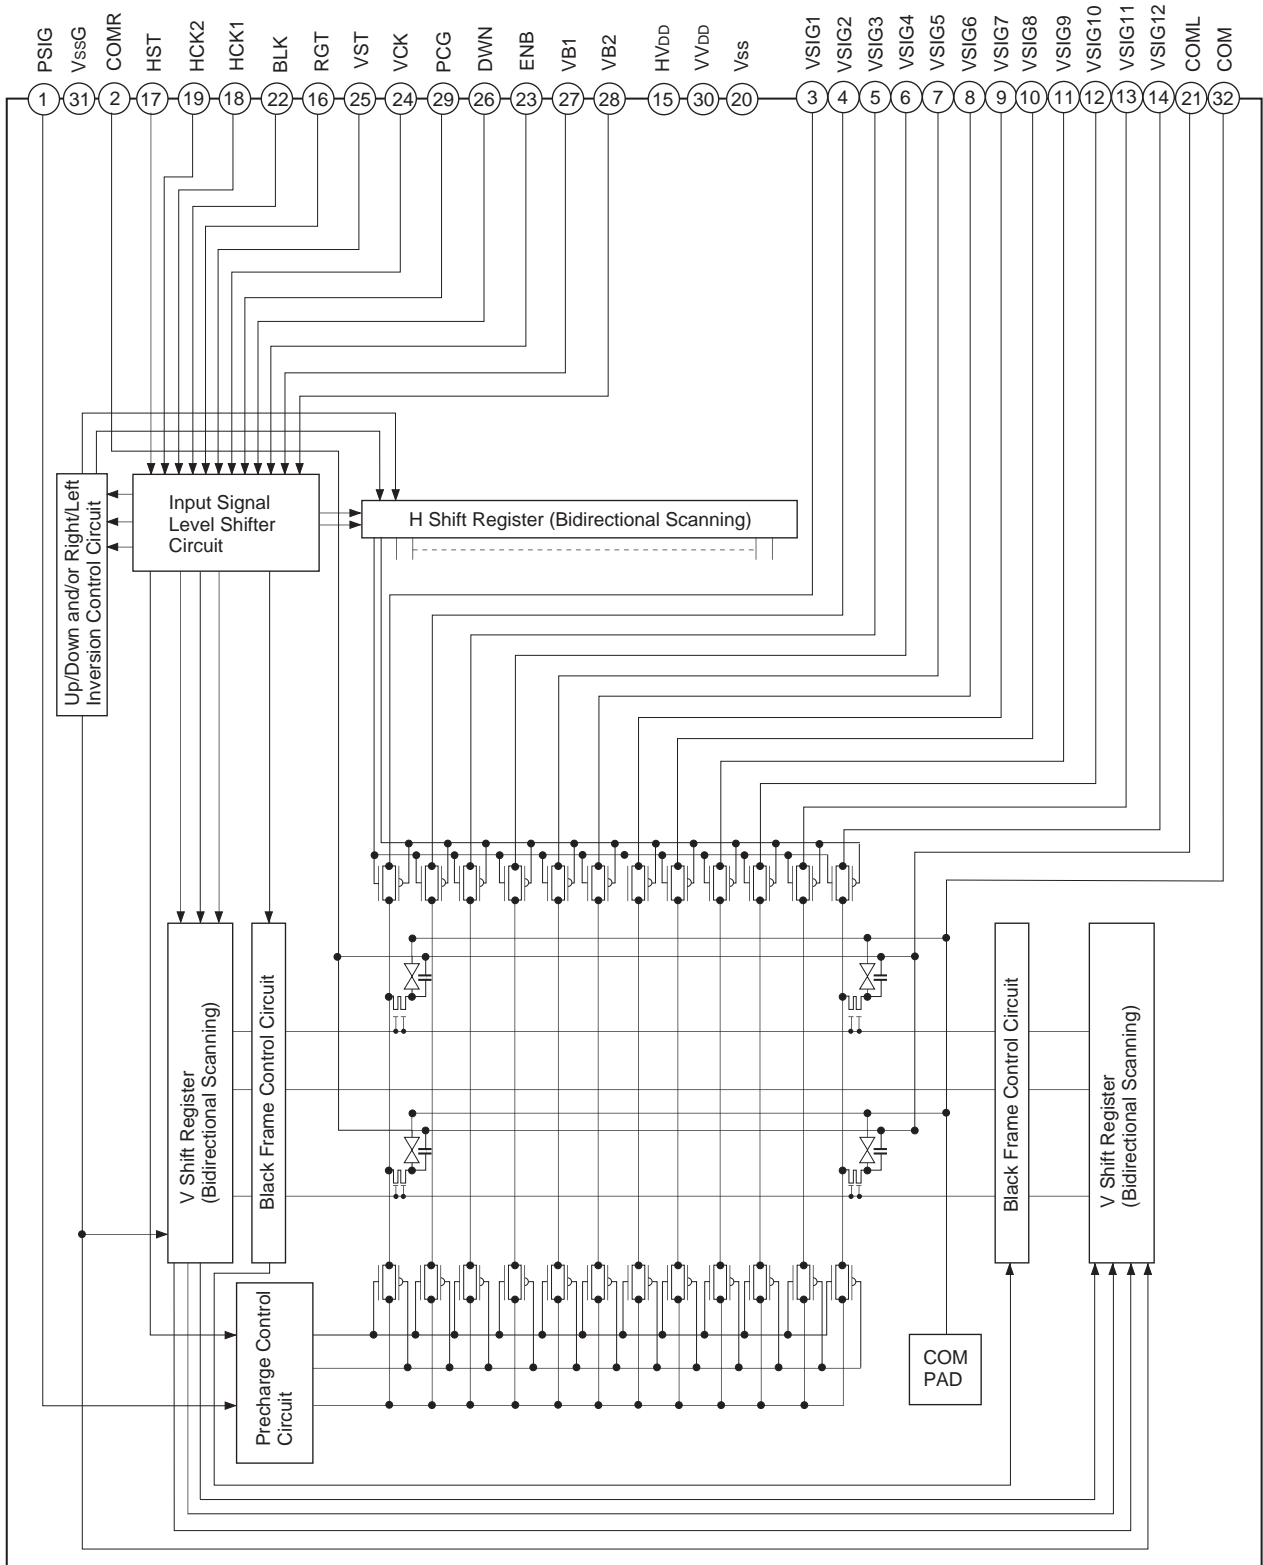 PSIG
VssG
COMR
HST
HCK2
HCK1
BLK
RGT
VST
VCK
PCG
DWN
ENB
VB1
VB2
HVDD
VVDD
Vss
VSIG1
VSIG2
VSIG3
VSIG4
VSIG5
VSIG6
VSIG7
VSIG8
VSIG9
VSIG10
VSIG11
VSIG12
COML
COM
1 31 2 17 19 18 22 16 25 24 29 26 23 27 28 15 30 20 3 4 5 6 7 8 9 10 11 12 13 14 21 32
Up/Down and/or Right/Left
Inversion Control Circuit
Input Signal
Level Shifter
Circuit
H Shift Register (Bidirectional Scanning)
V Shift Register
(Bidirectional Scanning)
Black Frame Control Circuit
Black Frame Control Circuit
V Shift Register
(Bidirectional Scanning)
Precharge Control
Circuit
COM
PAD